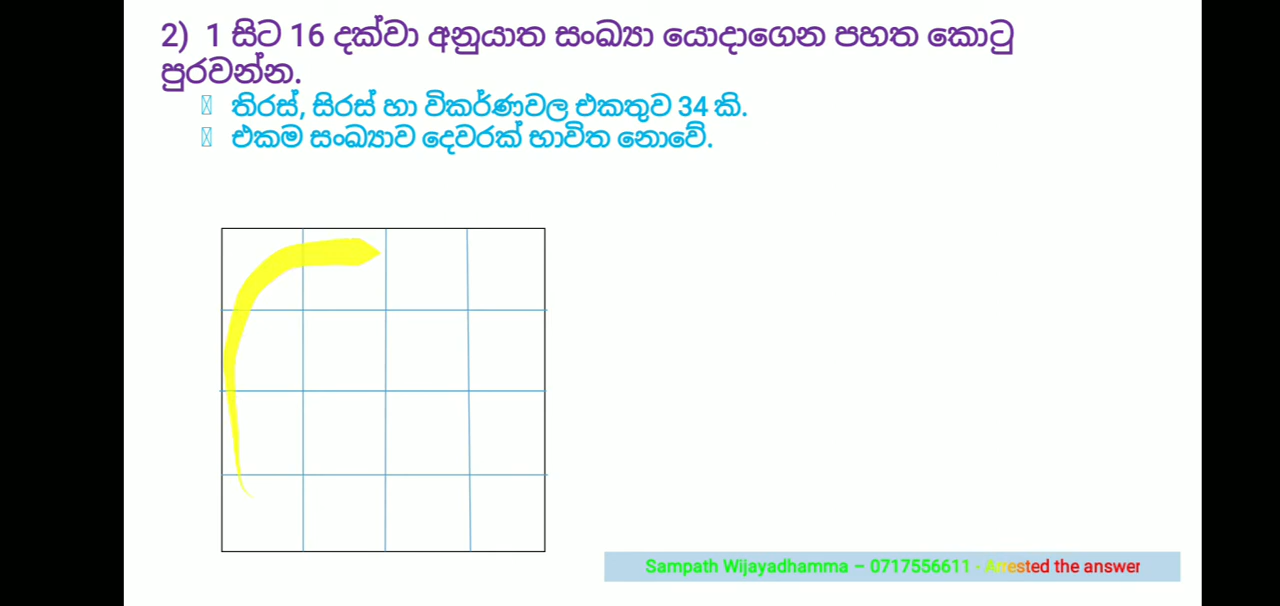 2) 1 සිට 16 දක්වා අනුයාත සංඛ්‍යා යොදාගෙන පහත කොටු
පුරවන්න.
තිරස්, සිරස් හා විකර්ණවල එකතුව 34 කි.
එකම සංඛ්‍යාව දෙවරක් භාවිත නොවේ.
Sampath Wijayadhamma – 0717556611 - Arrested the answer